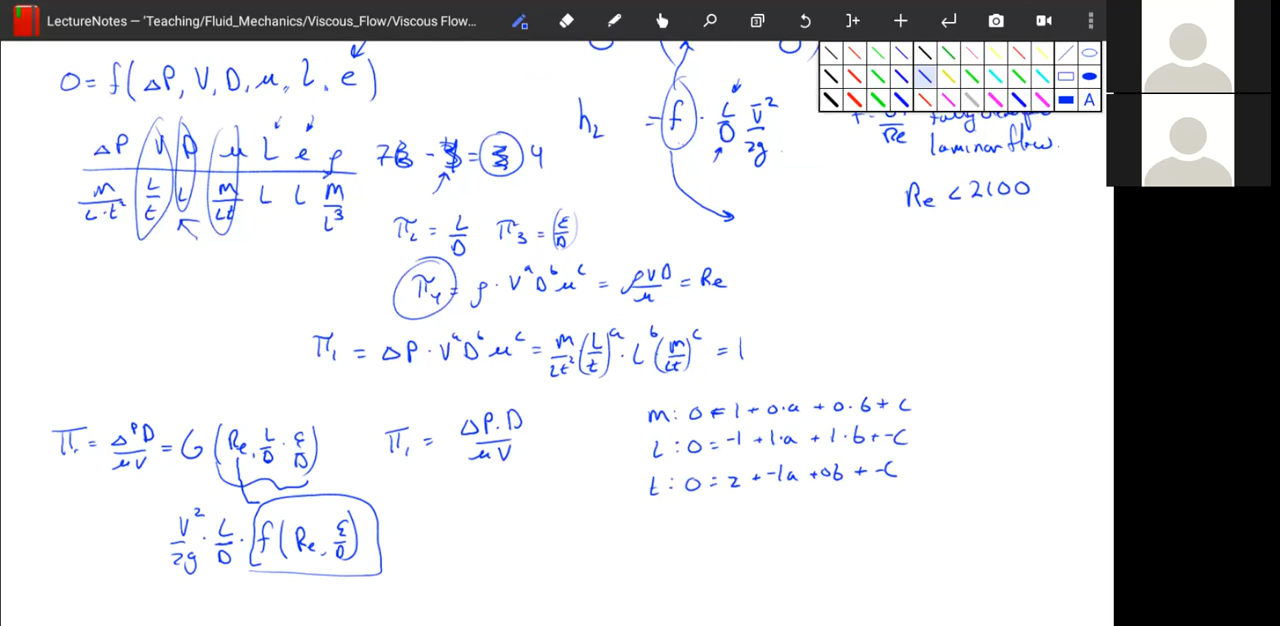 LectureNotes — 'Teaching/Fluid_Mechanics/Viscous_Flow/Viscous Flow...
0 = f(ΔP, V, D, μ, l, e)
h_L = f · L/D V̄²/2g
laminar flow.
Re < 2100
ΔP V D μ L e ρ
M/(L·t²) L/t L M/(Lt) L L M/L³
= 4
π₂ = L/D π₃ = (ε/D)
π₄ = ρ · V^a D^b μ^c = ρVD/μ = Re
π₁ = ΔP · V^a D^b μ^c = M/(Lt²) (L/t)^a · L^b (M/(Lt))^c = 1
m: 0 = 1 + 0·a + 0·b + c
L: 0 = -1 + 1·a + 1·b + -c
t: 0 = 2 + -1a + 0b + -c
π₁ = ΔPD/μV = G(Re, L/D, ε/D) π₁ = ΔP·D/μV
V²/2g · L/D · f(Re, ε/D)
A